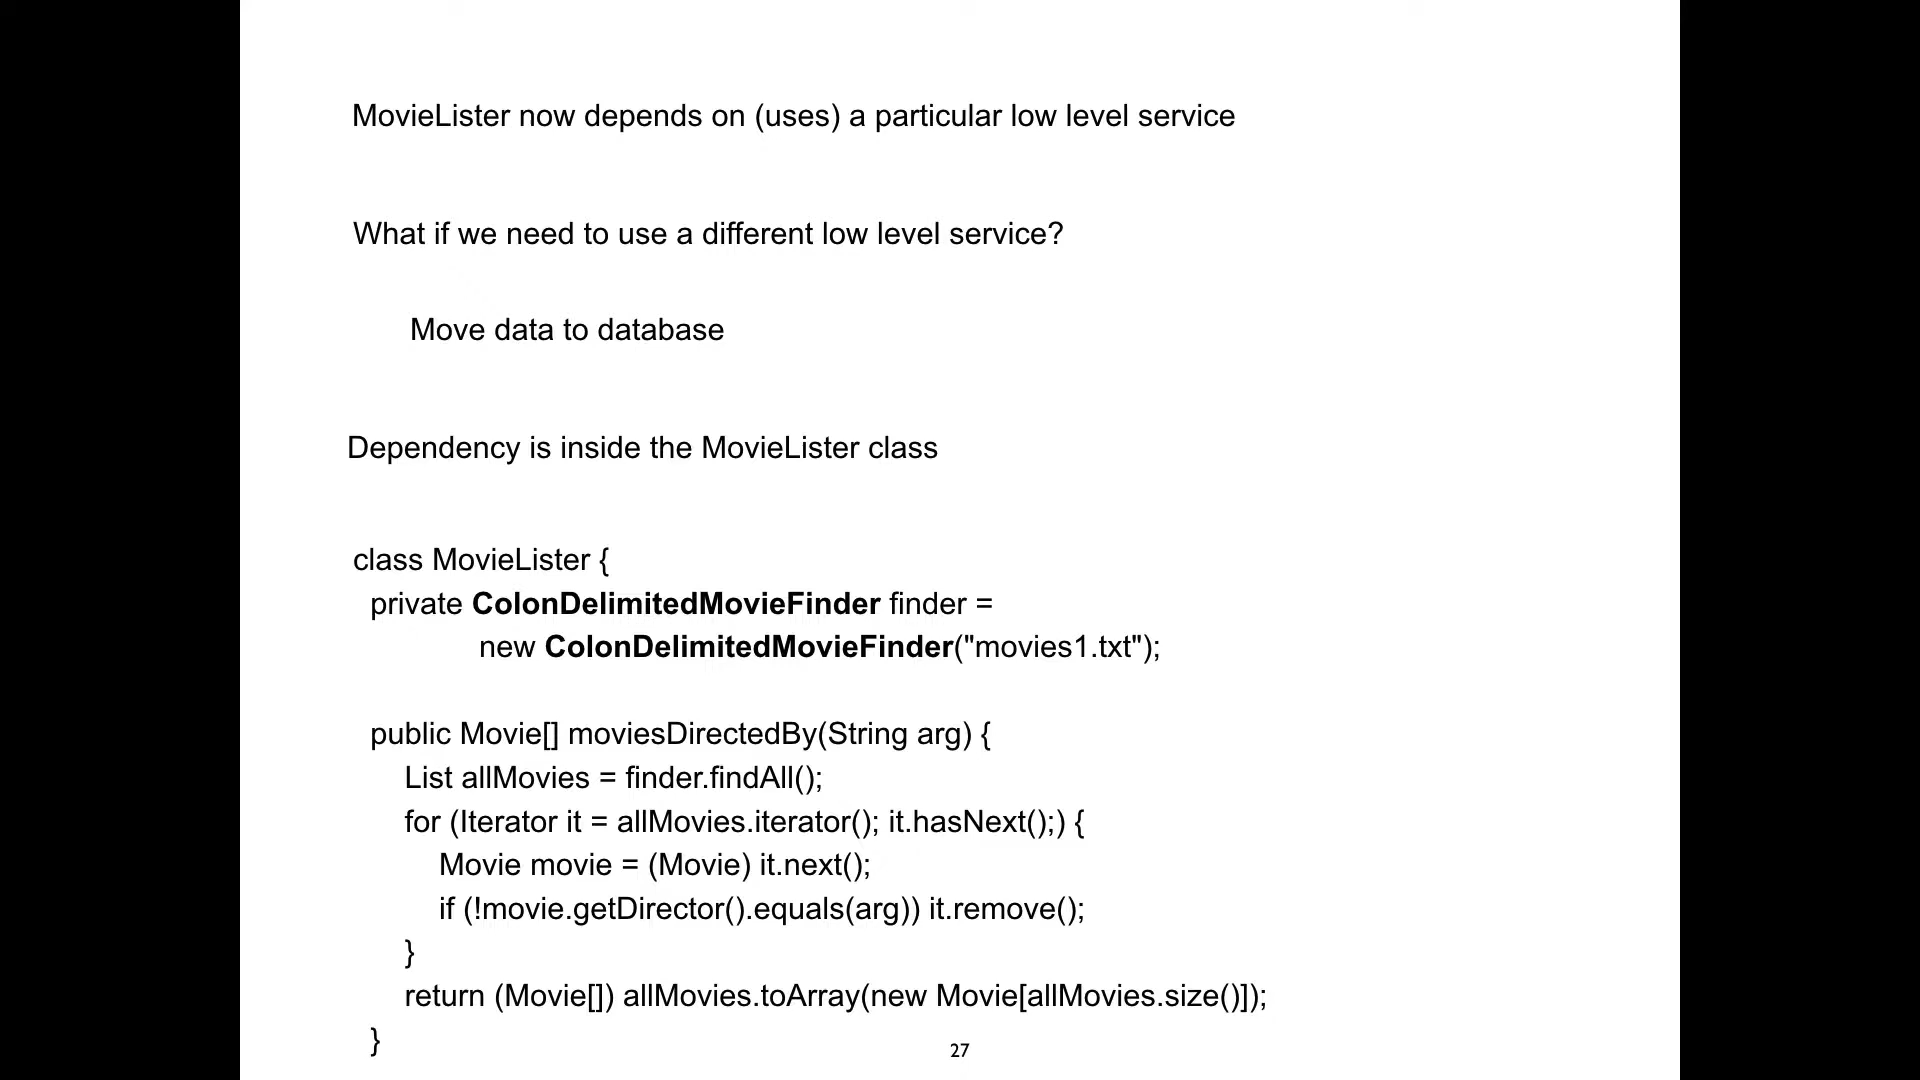 MovieLister now depends on (uses) a particular low level service
What if we need to use a different low level service?
Move data to database
Dependency is inside the MovieLister class
class MovieLister {
private ColonDelimitedMovieFinder finder =
new ColonDelimitedMovieFinder("movies1.txt");
public Movie[] moviesDirectedBy(String arg) {
List allMovies = finder.findAll();
for (Iterator it = allMovies.iterator(); it.hasNext();) {
Movie movie = (Movie) it.next();
if (!movie.getDirector().equals(arg)) it.remove();
}
return (Movie[]) allMovies.toArray(new Movie[allMovies.size()]);
}
27